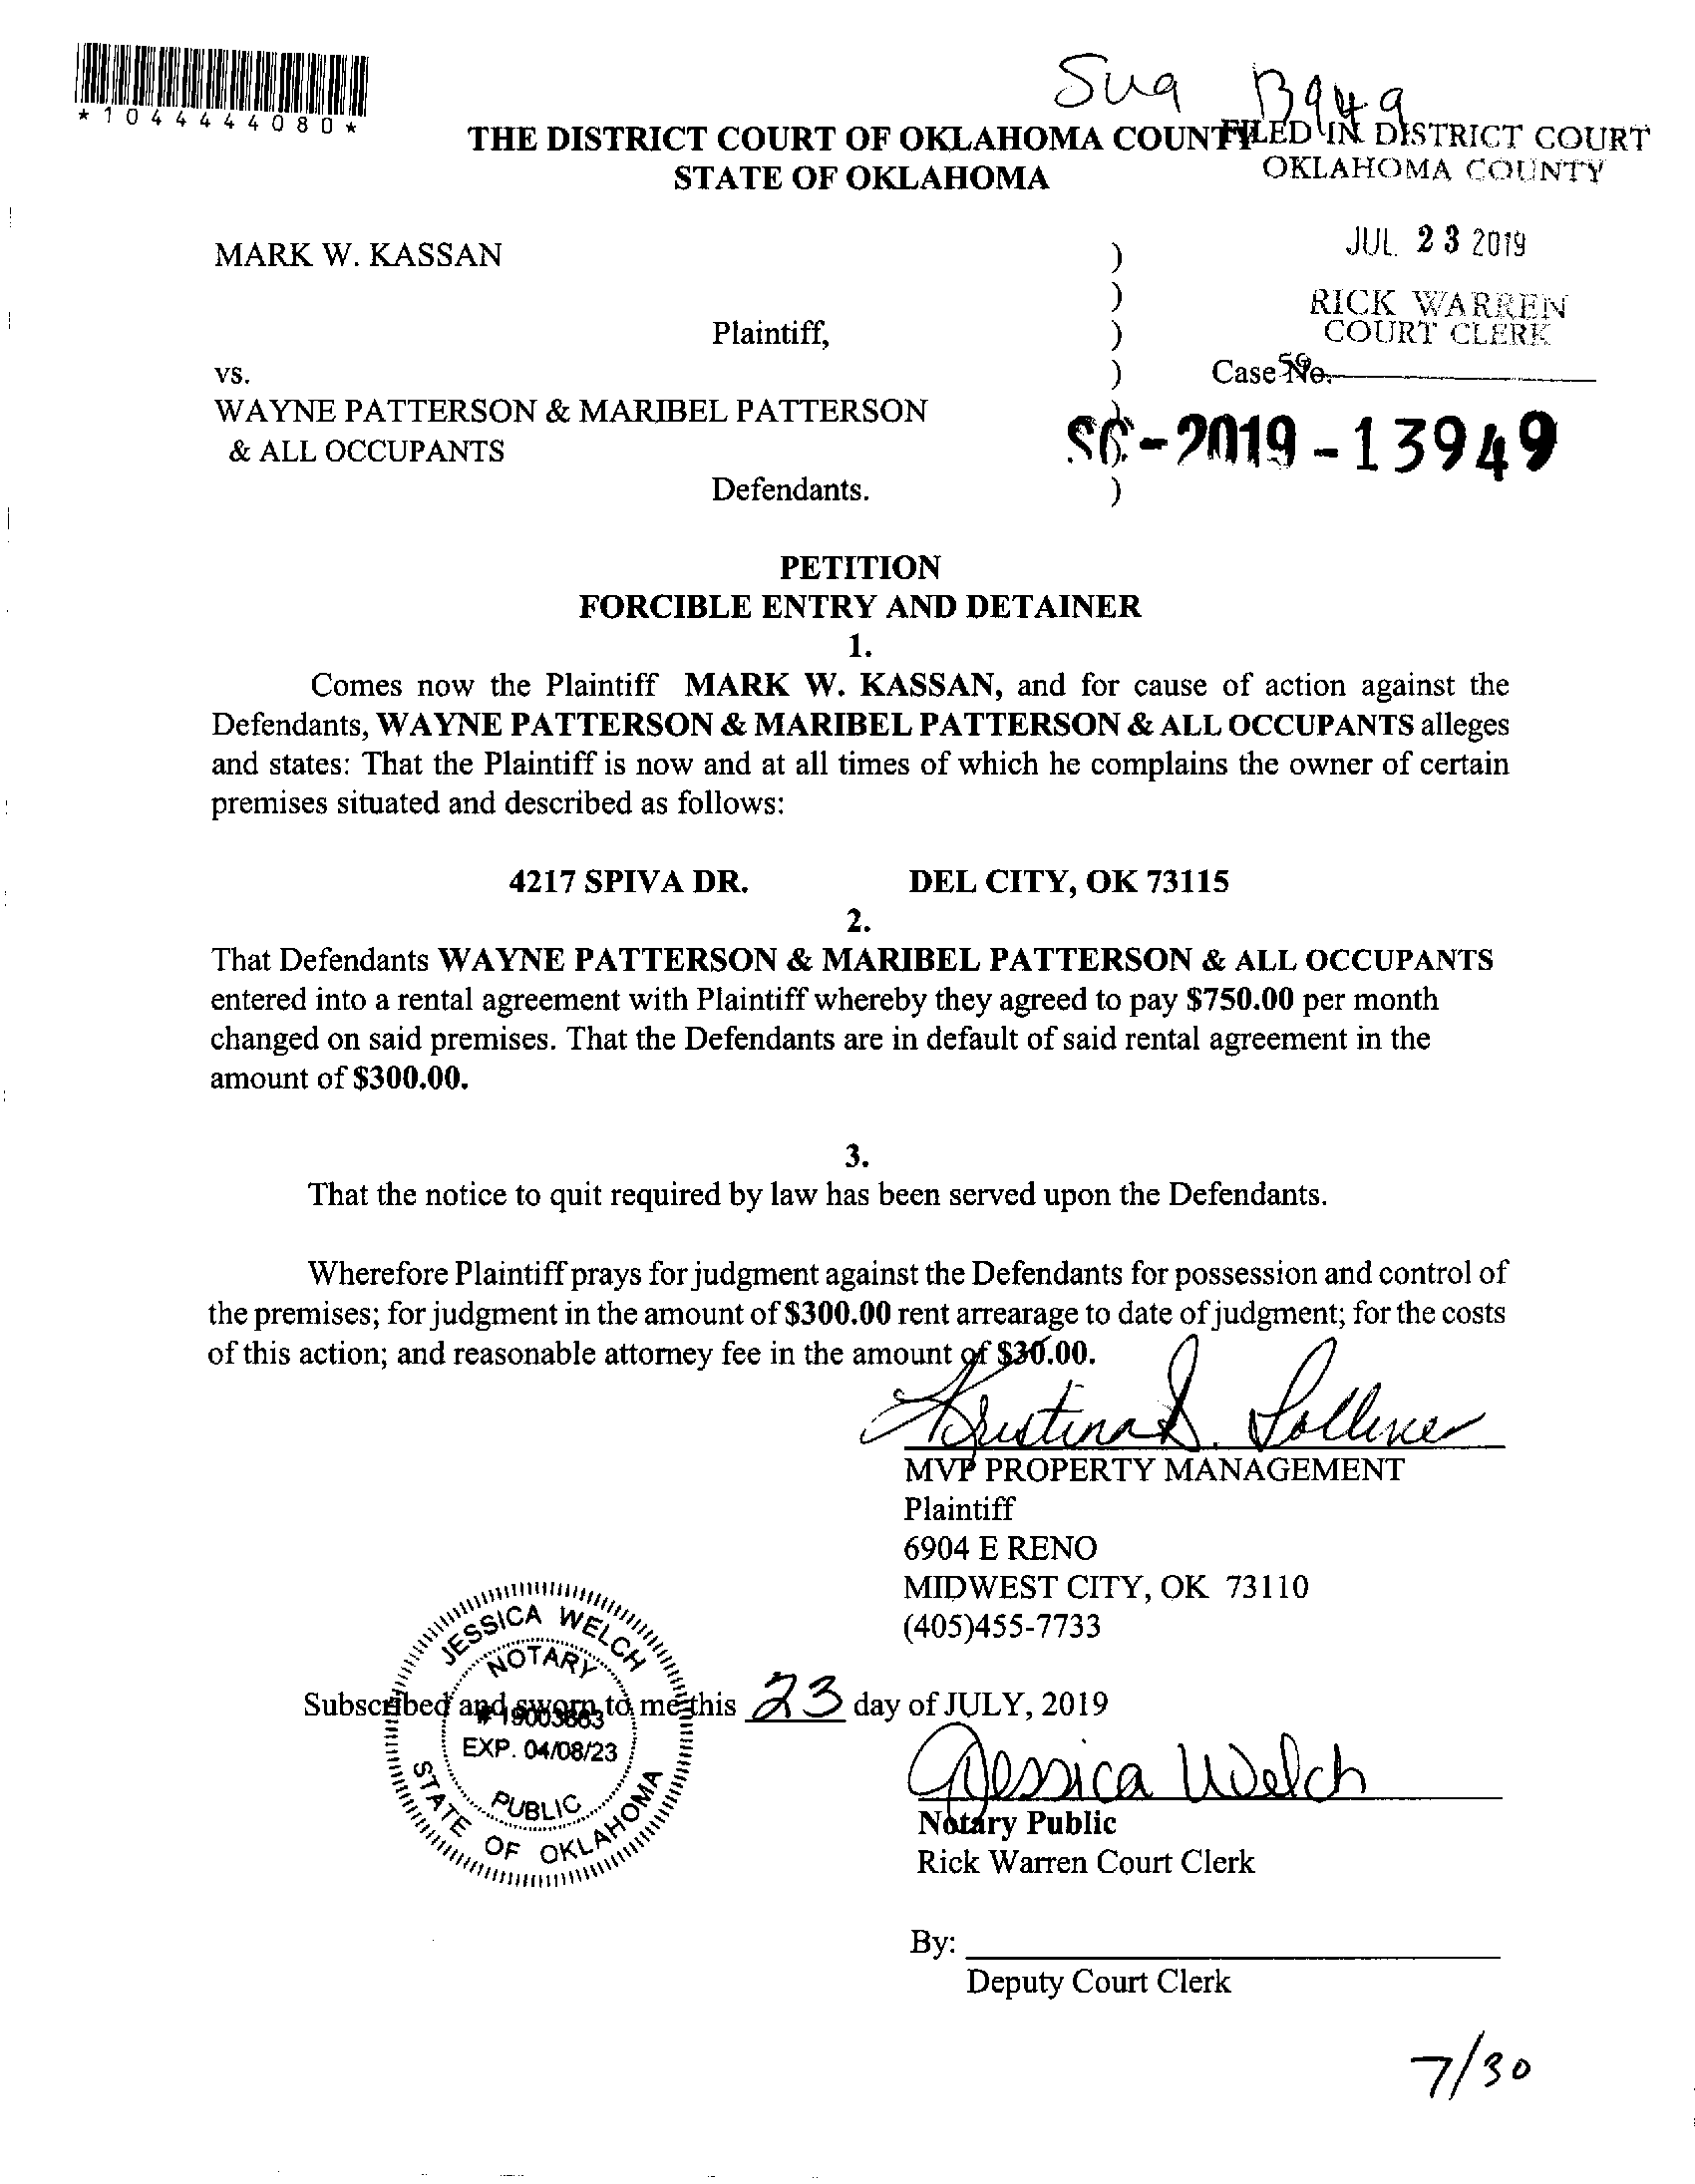 *1044444080*
THE DISTRICT COURT OF OKLAHOMA COUNTY
STATE OF OKLAHOMA
FILED IN DISTRICT COURT
OKLAHOMA COUNTY
JUL 23 2019
RICK WARREN
COURT CLERK
MARK W. KASSAN )
)
Plaintiff, )
vs. ) Case No.
WAYNE PATTERSON & MARIBEL PATTERSON )
& ALL OCCUPANTS
SC-2019-13949
Defendants. )
PETITION
FORCIBLE ENTRY AND DETAINER
1.
Comes now the Plaintiff MARK W. KASSAN, and for cause of action against the
Defendants, WAYNE PATTERSON & MARIBEL PATTERSON & ALL OCCUPANTS alleges
and states: That the Plaintiff is now and at all times of which he complains the owner of certain
premises situated and described as follows:
4217 SPIVA DR. DEL CITY, OK 73115
2.
That Defendants WAYNE PATTERSON & MARIBEL PATTERSON & ALL OCCUPANTS
entered into a rental agreement with Plaintiff whereby they agreed to pay $750.00 per month
changed on said premises. That the Defendants are in default of said rental agreement in the
amount of $300.00.
3.
That the notice to quit required by law has been served upon the Defendants.
Wherefore Plaintiff prays for judgment against the Defendants for possession and control of
the premises; for judgment in the amount of $300.00 rent arrearage to date of judgment; for the costs
of this action; and reasonable attorney fee in the amount of $30.00.
MVP PROPERTY MANAGEMENT
Plaintiff
6904 E RENO
MIDWEST CITY, OK 73110
(405)455-7733
JESSICA WELCH
NOTARY
# 19003663
EXP. 04/08/23
PUBLIC
STATE OF OKLAHOMA
Subscribed and sworn to me this 23 day of JULY, 2019
Jessica Welch
Notary Public
Rick Warren Court Clerk
By:
Deputy Court Clerk
7/30